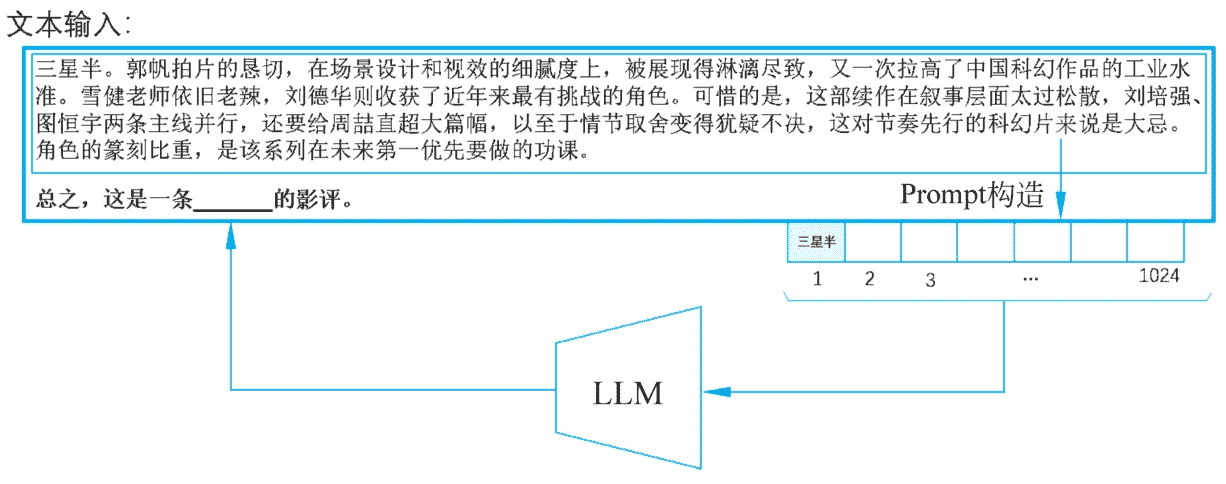 文本输入:
三星半。郭帆拍片的恳切，在场景设计和视效的细腻度上，被展现得淋漓尽致，又一次拉高了中国科幻作品的工业水
准。雪健老师依旧老辣，刘德华则收获了近年来最有挑战的角色。可惜的是，这部续作在叙事层面太过松散，刘培强、
图恒宇两条主线并行，还要给周喆直超大篇幅，以至于情节取舍变得犹疑不决，这对节奏先行的科幻片来说是大忌。
角色的篆刻比重，是该系列在未来第一优先要做的功课。
总之，这是一条_______的影评。
Prompt构造
三星半
1 2 3 … 1024
LLM